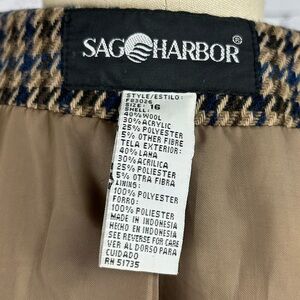 SAG HARBOR®
STYLE/ESTILO:
FB3026
SIZE: 16
SHELL:
40% WOOL
30% ACRYLIC
25% POLYESTER
5% OTHER FIBRE
TELA EXTERIOR:
40% LANA
30% ACRILICA
25% POLIESTER
5% OTRA FIBRA
LINING:
100% POLYESTER
FORRO:
100% POLIESTER
MADE IN INDONESIA
HECHO EN INDONESIA
SEE REVERSE FOR CARE
VER AL DORSO PARA
CUIDADO
RN 51735